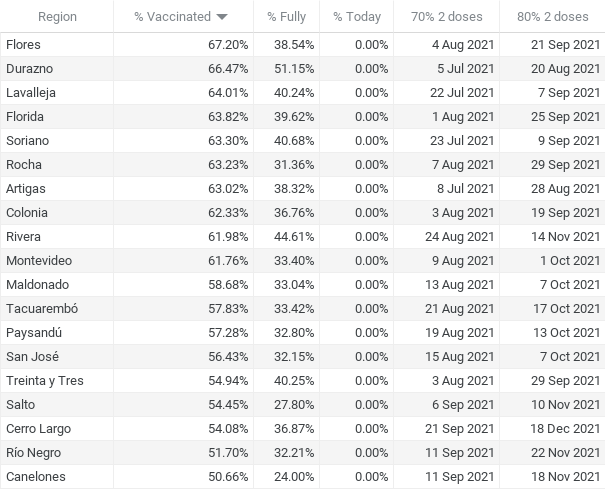 Region % Vaccinated % Fully % Today 70% 2 doses 80% 2 doses
Flores 67.20% 38.54% 0.00% 4 Aug 2021 21 Sep 2021
Durazno 66.47% 51.15% 0.00% 5 Jul 2021 20 Aug 2021
Lavalleja 64.01% 40.24% 0.00% 22 Jul 2021 7 Sep 2021
Florida 63.82% 39.62% 0.00% 1 Aug 2021 25 Sep 2021
Soriano 63.30% 40.68% 0.00% 23 Jul 2021 9 Sep 2021
Rocha 63.23% 31.36% 0.00% 7 Aug 2021 29 Sep 2021
Artigas 63.02% 38.32% 0.00% 8 Jul 2021 28 Aug 2021
Colonia 62.33% 36.76% 0.00% 3 Aug 2021 19 Sep 2021
Rivera 61.98% 44.61% 0.00% 24 Aug 2021 14 Nov 2021
Montevideo 61.76% 33.40% 0.00% 9 Aug 2021 1 Oct 2021
Maldonado 58.68% 33.04% 0.00% 13 Aug 2021 7 Oct 2021
Tacuarembó 57.83% 33.42% 0.00% 21 Aug 2021 17 Oct 2021
Paysandú 57.28% 32.80% 0.00% 19 Aug 2021 13 Oct 2021
San José 56.43% 32.15% 0.00% 15 Aug 2021 7 Oct 2021
Treinta y Tres 54.94% 40.25% 0.00% 3 Aug 2021 29 Sep 2021
Salto 54.45% 27.80% 0.00% 6 Sep 2021 10 Nov 2021
Cerro Largo 54.08% 36.87% 0.00% 21 Sep 2021 18 Dec 2021
Río Negro 51.70% 32.21% 0.00% 11 Sep 2021 22 Nov 2021
Canelones 50.66% 24.00% 0.00% 11 Sep 2021 18 Nov 2021